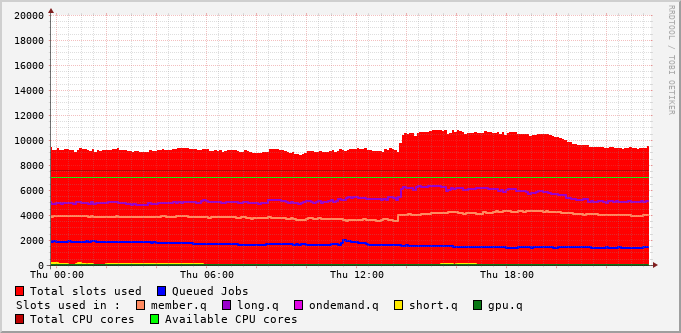 20000
18000
16000
14000
12000
10000
8000
6000
4000
2000
0
Thu 00:00 Thu 06:00 Thu 12:00 Thu 18:00
RRDTOOL / TOBI OETIKER
Total slots used Queued Jobs
Slots used in : member.q long.q ondemand.q short.q gpu.q
Total CPU cores Available CPU cores